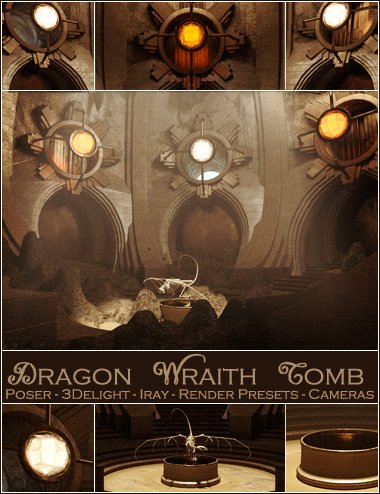 Dragon Wraith Tomb
Poser - 3Delight - Iray - Render Presets - Cameras